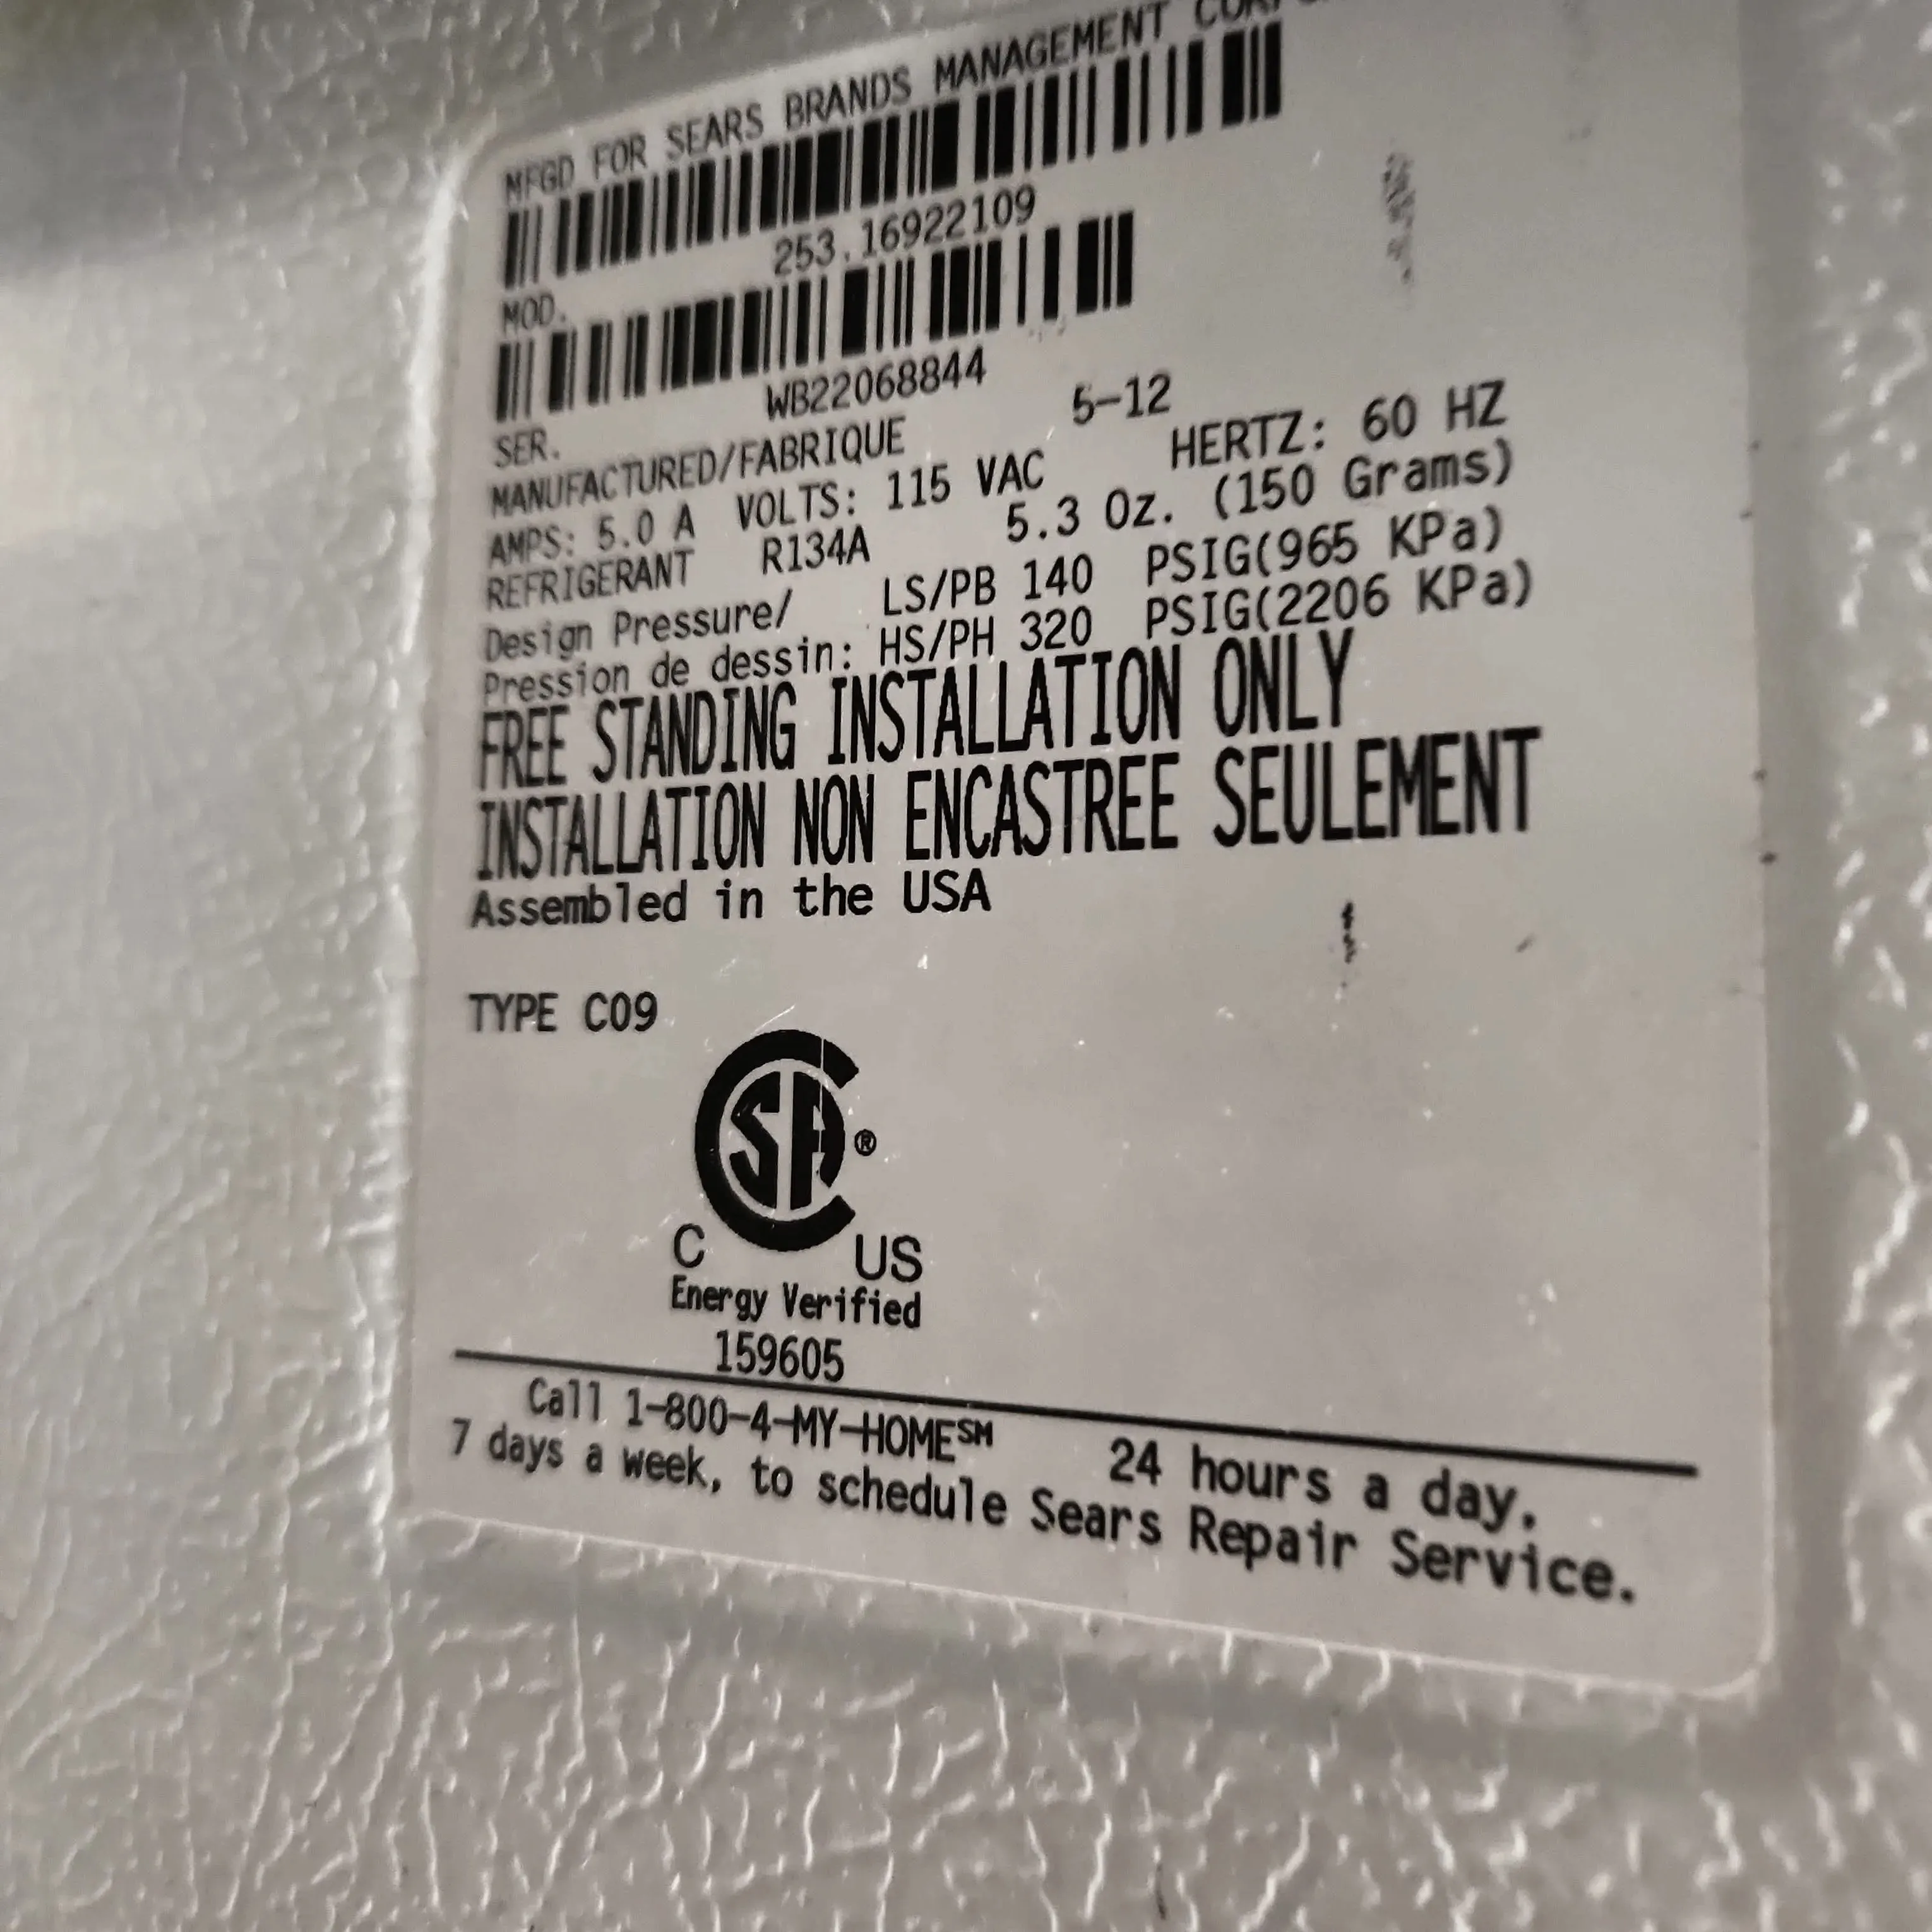 MFGD FOR SEARS BRANDS MANAGEMENT
253.16922109
MOD.
WB22068844
SER.
MANUFACTURED/FABRIQUE 5-12
AMPS: 5.0 A VOLTS: 115 VAC HERTZ: 60 HZ
REFRIGERANT R134A 5.3 Oz. (150 Grams)
Design Pressure/ LS/PB 140 PSIG(965 KPa)
Pression de dessin: HS/PH 320 PSIG(2206 KPa)
FREE STANDING INSTALLATION ONLY
INSTALLATION NON ENCASTREE SEULEMENT
Assembled in the USA
TYPE C09
CSA®
C US
Energy Verified
159605
Call 1-800-4-MY-HOME℠ 24 hours a day,
7 days a week, to schedule Sears Repair Service.